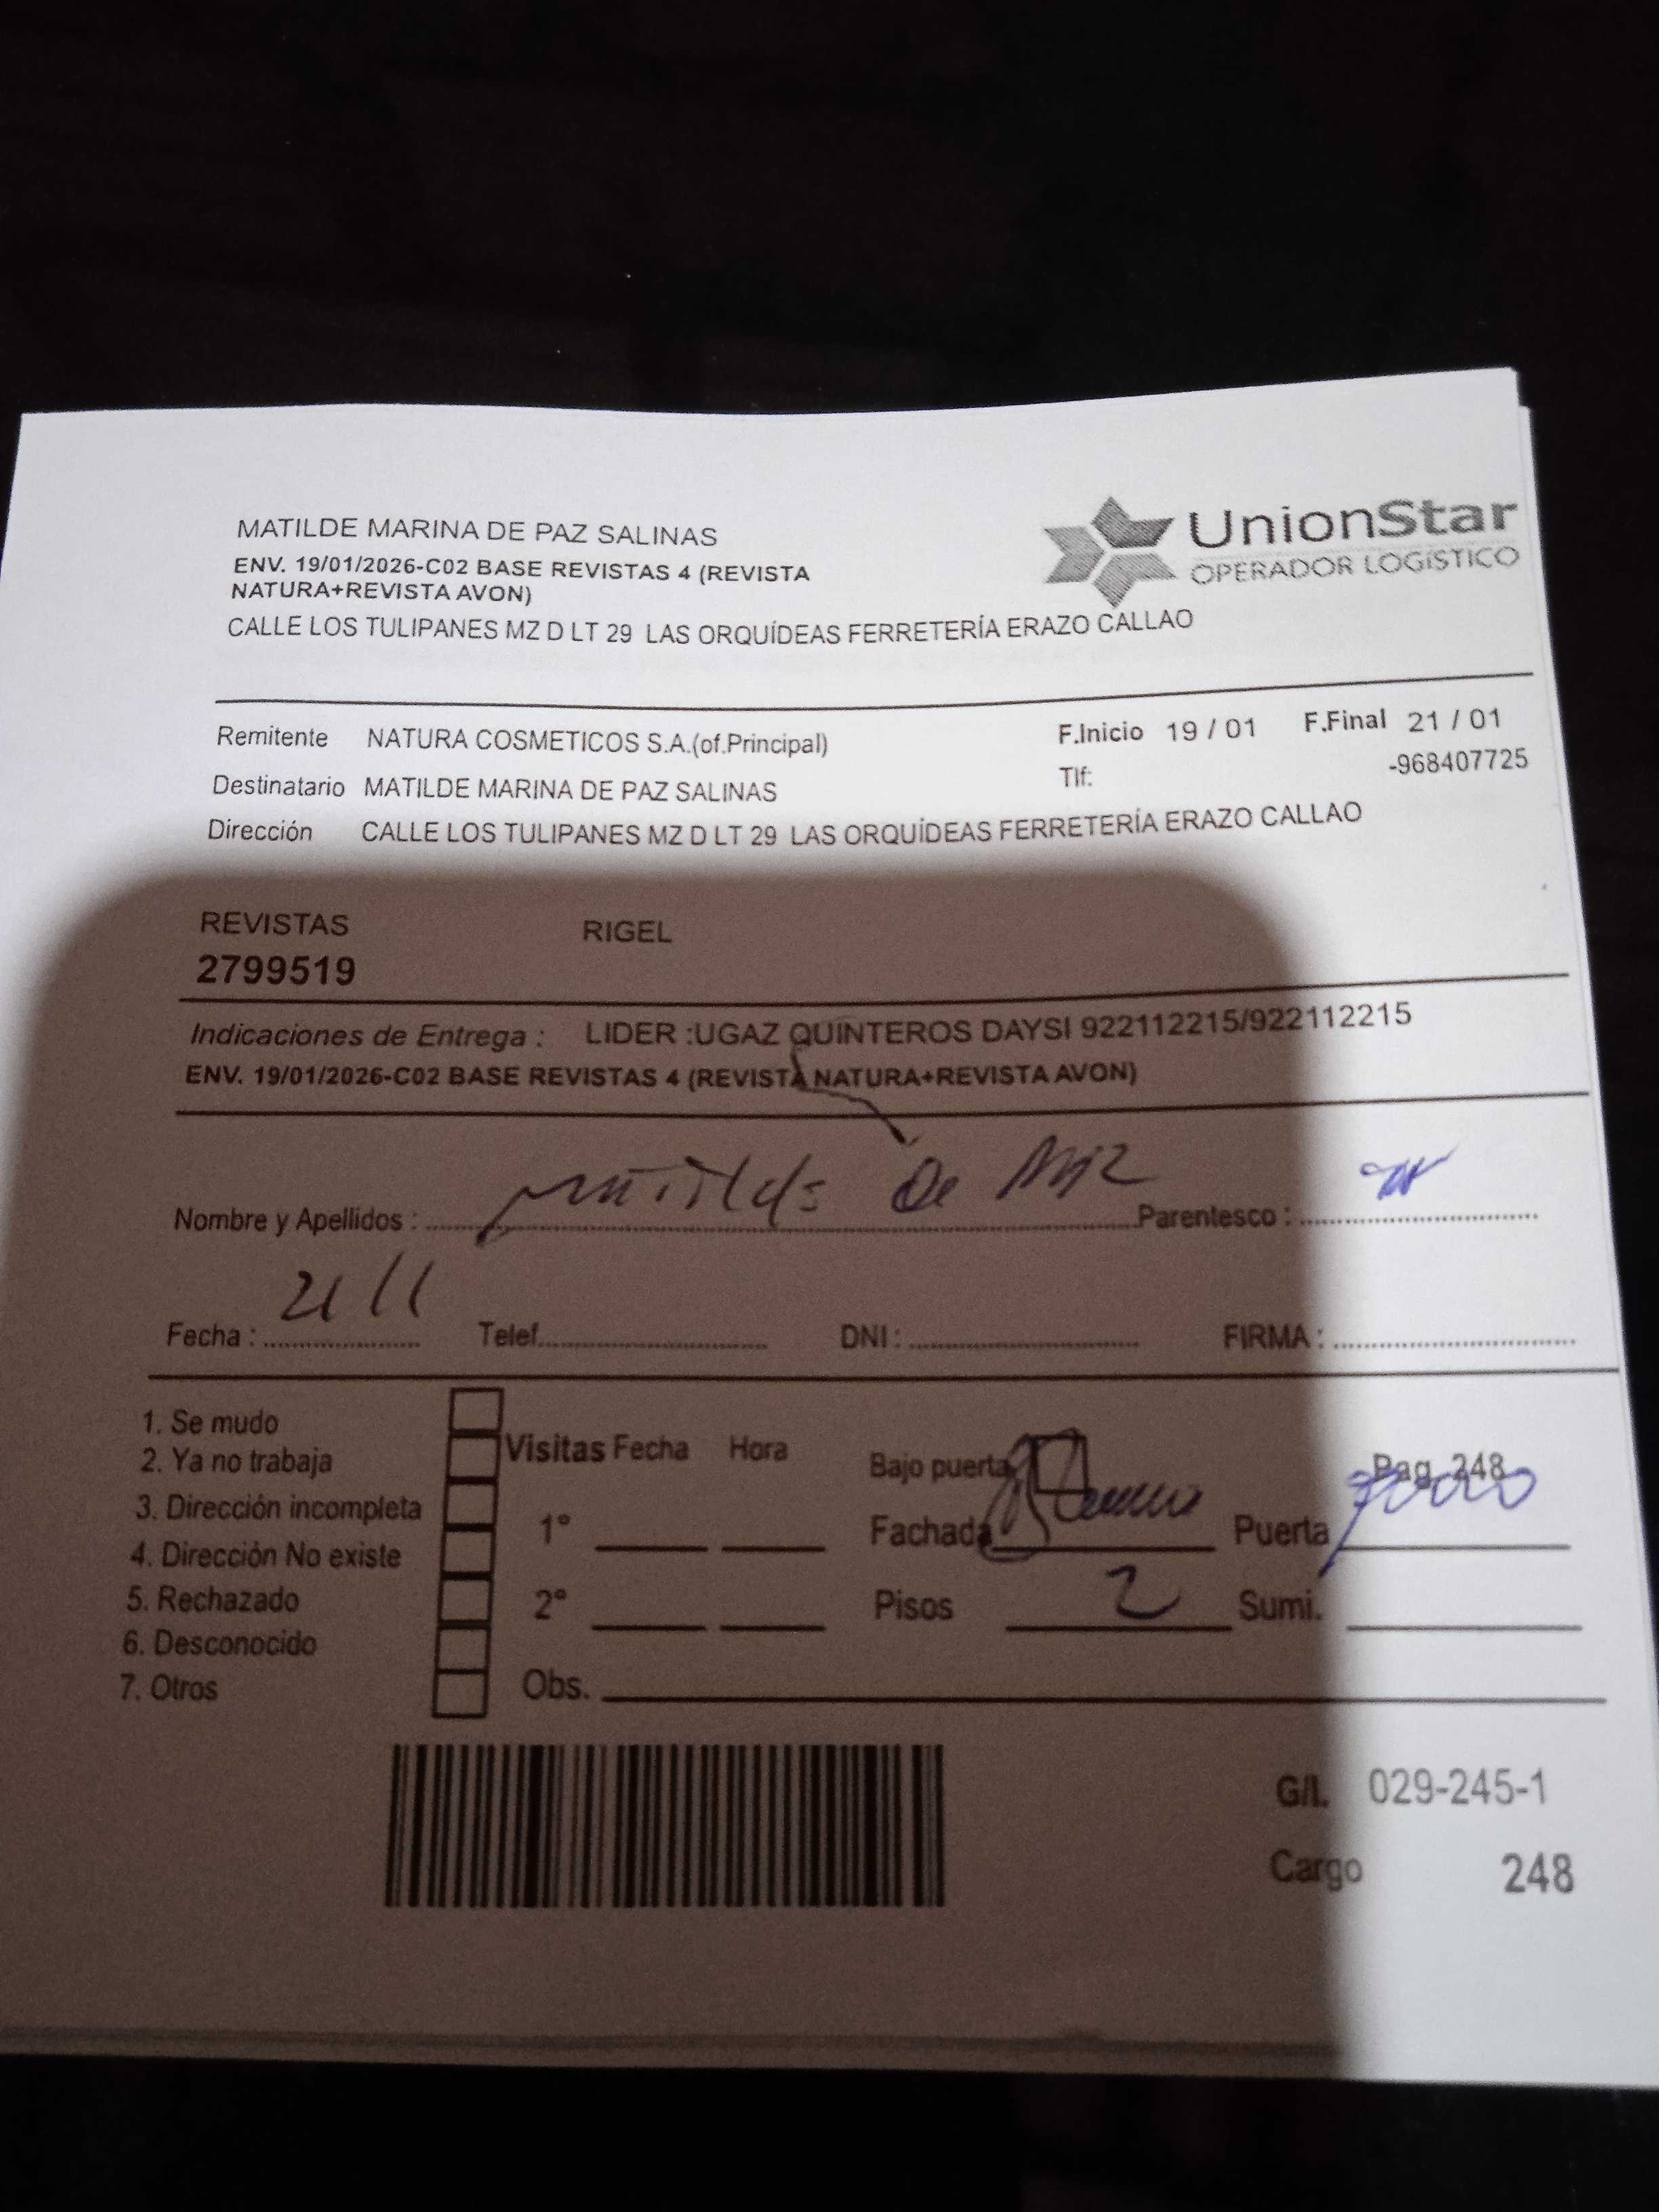 MATILDE MARINA DE PAZ SALINAS
UnionStar
OPERADOR LOGÍSTICO
ENV. 19/01/2026-C02 BASE REVISTAS 4 (REVISTA
NATURA+REVISTA AVON)
CALLE LOS TULIPANES MZ D LT 29 LAS ORQUÍDEAS FERRETERÍA ERAZO CALLAO
Remitente NATURA COSMETICOS S.A.(of.Principal) F.Inicio 19 / 01 F.Final 21 / 01
Destinatario MATILDE MARINA DE PAZ SALINAS Tlf: -968407725
Dirección CALLE LOS TULIPANES MZ D LT 29 LAS ORQUÍDEAS FERRETERÍA ERAZO CALLAO
REVISTAS RIGEL
2799519
Indicaciones de Entrega : LIDER :UGAZ QUINTEROS DAYSI 922112215/922112215
ENV. 19/01/2026-C02 BASE REVISTAS 4 (REVISTA NATURA+REVISTA AVON)
Nombre y Apellidos : De Parentesco :
Fecha : 21/1 Telef. DNI : FIRMA :
1. Se mudo
2. Ya no trabaja
3. Dirección incompleta
4. Dirección No existe
5. Rechazado
6. Desconocido
7. Otros
Visitas Fecha Hora
1°
2°
Obs.
Bajo puerta Pag. 248
Fachada Puerta
Pisos 2 Sumi.
G/I. 029-245-1
Cargo 248